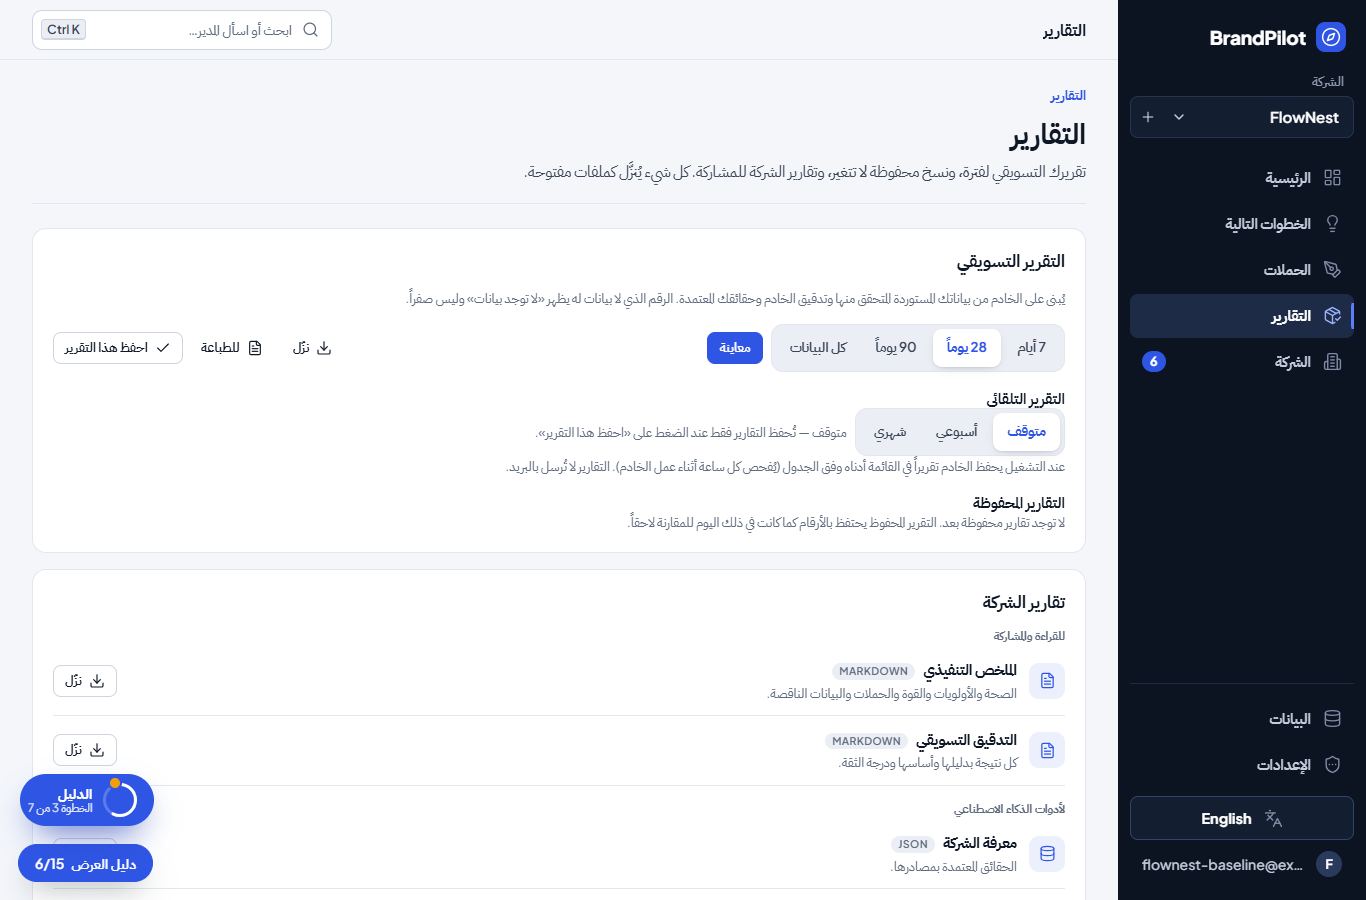 BrandPilot
الشركة
FlowNest
الرئيسية
الخطوات التالية
الحملات
التقارير
الشركة
6
البيانات
الإعدادات
English
F
flownest-baseline@ex...
التقارير
ابحث أو اسأل المدير...
Ctrl K
التقارير
التقارير
تقريرك التسويقي لفترة، ونسخ محفوظة لا تتغير، وتقارير الشركة للمشاركة. كل شيء يُنزَّل كملفات مفتوحة.
التقرير التسويقي
يُبنى على الخادم من بياناتك المستوردة المتحقق منها وتدقيق الخادم وحقائقك المعتمدة. الرقم الذي لا بيانات له يظهر «لا توجد بيانات» وليس صفراً.
7 أيام
28 يوماً
90 يوماً
كل البيانات
معاينة
نزّل
للطباعة
احفظ هذا التقرير
التقرير التلقائي
متوقف
أسبوعي
شهري
متوقف — تُحفظ التقارير فقط عند الضغط على «احفظ هذا التقرير».
عند التشغيل يحفظ الخادم تقريراً في القائمة أدناه وفق الجدول (يُفحص كل ساعة أثناء عمل الخادم). التقارير لا تُرسل بالبريد.
التقارير المحفوظة
لا توجد تقارير محفوظة بعد. التقرير المحفوظ يحتفظ بالأرقام كما كانت في ذلك اليوم للمقارنة لاحقاً.
تقارير الشركة
للقراءة والمشاركة
الملخص التنفيذي
MARKDOWN
الصحة والأولويات والقوة والحملات والبيانات الناقصة.
نزّل
التدقيق التسويقي
MARKDOWN
كل نتيجة بدليلها وأساسها ودرجة الثقة.
نزّل
لأدوات الذكاء الاصطناعي
معرفة الشركة
JSON
الحقائق المعتمدة بمصادرها.
الدليل
الخطوة 3 من 7
دليل العرض 6/15